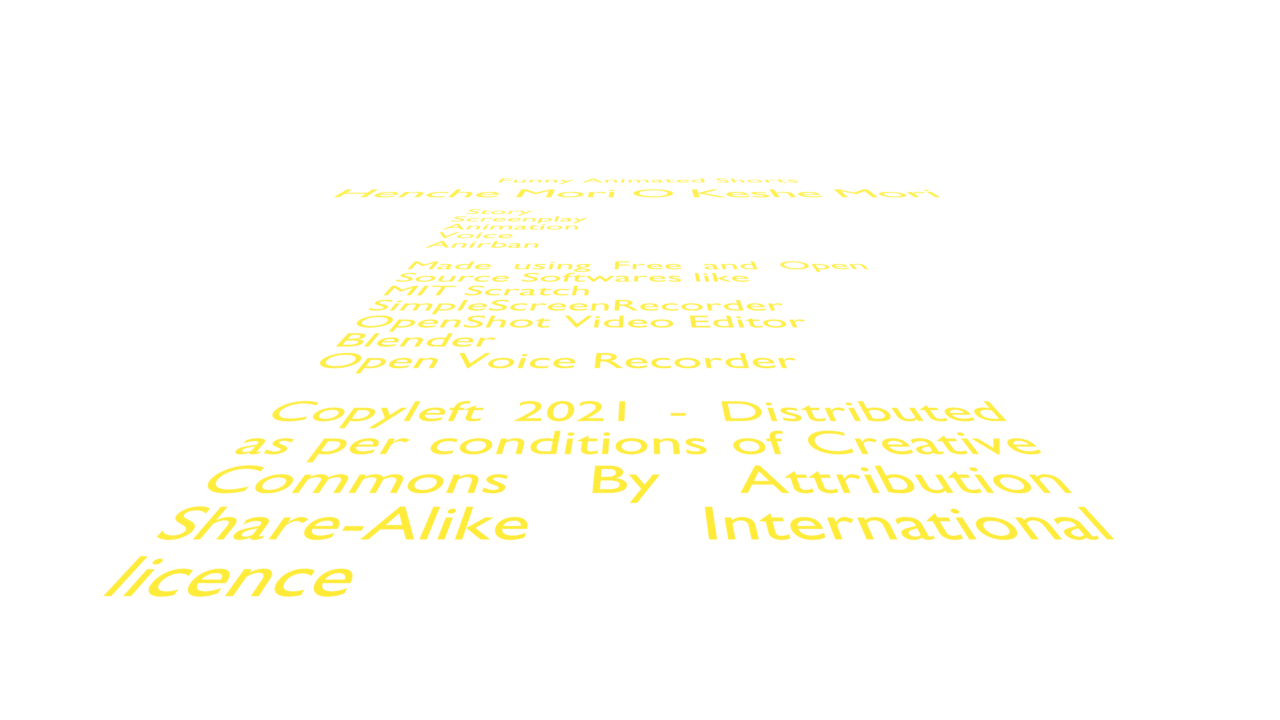 Funny Animated Shorts
Henche Mori O Keshe Mori
Story
Screenplay
Animation
Voice
Anirban
Made using Free and Open
Source Softwares like
MIT Scratch
SimpleScreenRecorder
OpenShot Video Editor
Blender
Open Voice Recorder
Copyleft 2021 - Distributed
as per conditions of Creative
Commons By Attribution
Share-Alike International
licence